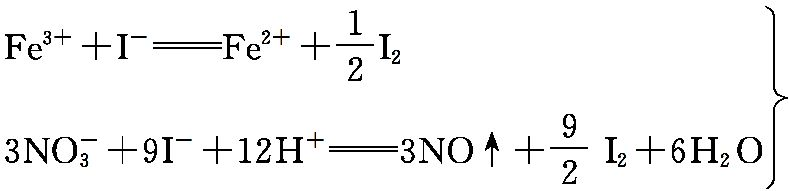 Fe³⁺ + I⁻ ══ Fe²⁺ + 1/2 I₂
3NO₃⁻ + 9I⁻ + 12H⁺ ══ 3NO↑ + 9/2 I₂ + 6H₂O }